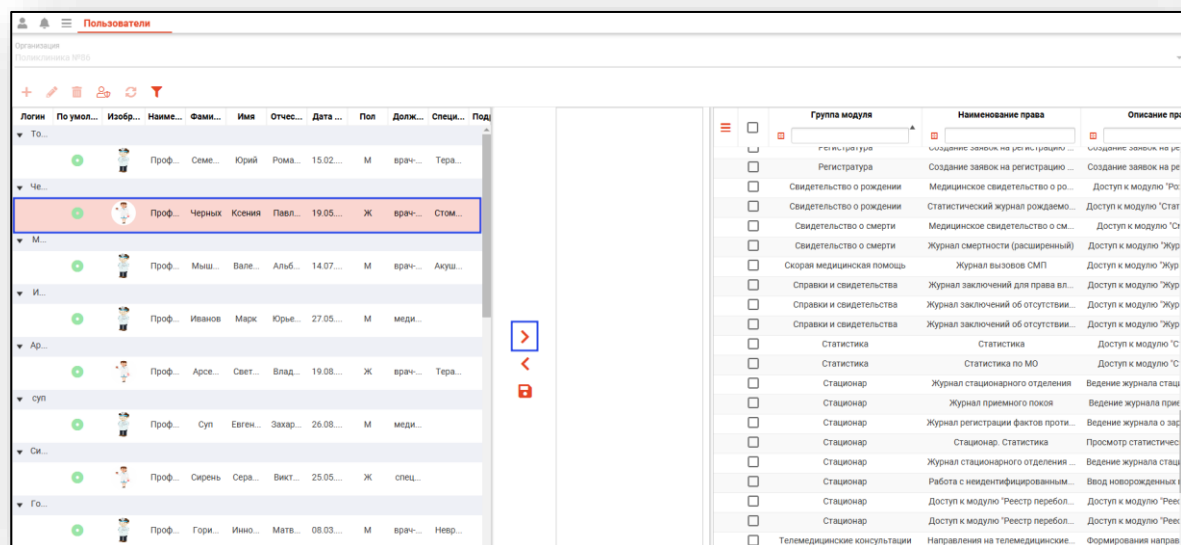 Пользователи
Организация
Поликлиника №86
Логин По умол... Изобр... Наиме... Фами... Имя Отчес... Дата ... Пол Долж... Специ...
Группа модуля Наименование права Описание пра
То...
Проф... Семе... Юрий Рома... 15.02.... М врач-... Тера...
Че...
Проф... Черных Ксения Павл... 19.05.... Ж врач-... Стом...
М...
Проф... Мыш... Вале... Альб... 14.07.... М врач-... Акуш...
И...
Проф... Иванов Марк Юрье... 27.05.... М меди...
Ар...
Проф... Арсе... Свет... Влад... 19.08.... Ж врач-... Тера...
суп
Проф... Суп Евген... Захар... 26.08.... М меди...
Си...
Проф... Сирень Сера... Викт... 25.05.... Ж спец...
Го...
Проф... Гори... Инно... Матв... 08.03.... М врач-... Невр...
Регистратура Создание заявок на регистрацию ... Создание заявок на ре
Регистратура Создание заявок на регистрацию ... Создание заявок на ре
Свидетельство о рождении Медицинское свидетельство о ро... Доступ к модулю "Ро
Свидетельство о рождении Статистический журнал рождаемо... Доступ к модулю "Стат
Свидетельство о смерти Медицинское свидетельство о см... Доступ к модулю "С
Свидетельство о смерти Журнал смертности (расширенный) Доступ к модулю "Жур
Скорая медицинская помощь Журнал вызовов СМП Доступ к модулю "Жур
Справки и свидетельства Журнал заключений для права вл... Доступ к модулю "Жур
Справки и свидетельства Журнал заключений об отсутствии... Доступ к модулю "Жур
Справки и свидетельства Журнал заключений об отсутствии... Доступ к модулю "Жур
Статистика Статистика Доступ к модулю "С
Статистика Статистика по МО Доступ к модулю "С
Стационар Журнал стационарного отделения Ведение журнала стац
Стационар Журнал приемного покоя Ведение журнала прие
Стационар Журнал регистрации фактов проти... Ведение журнала о зар
Стационар Стационар. Статистика Просмотр статистичес
Стационар Журнал стационарного отделения ... Ведение журнала стац
Стационар Работа с неидентифицированным... Ввод новорожденных
Стационар Доступ к модулю "Реестр перебол... Доступ к модулю "Реес
Стационар Доступ к модулю "Реестр перебол... Доступ к модулю "Реес
Телемедицинские консультации Направления на телемедицинские... Формирования направ